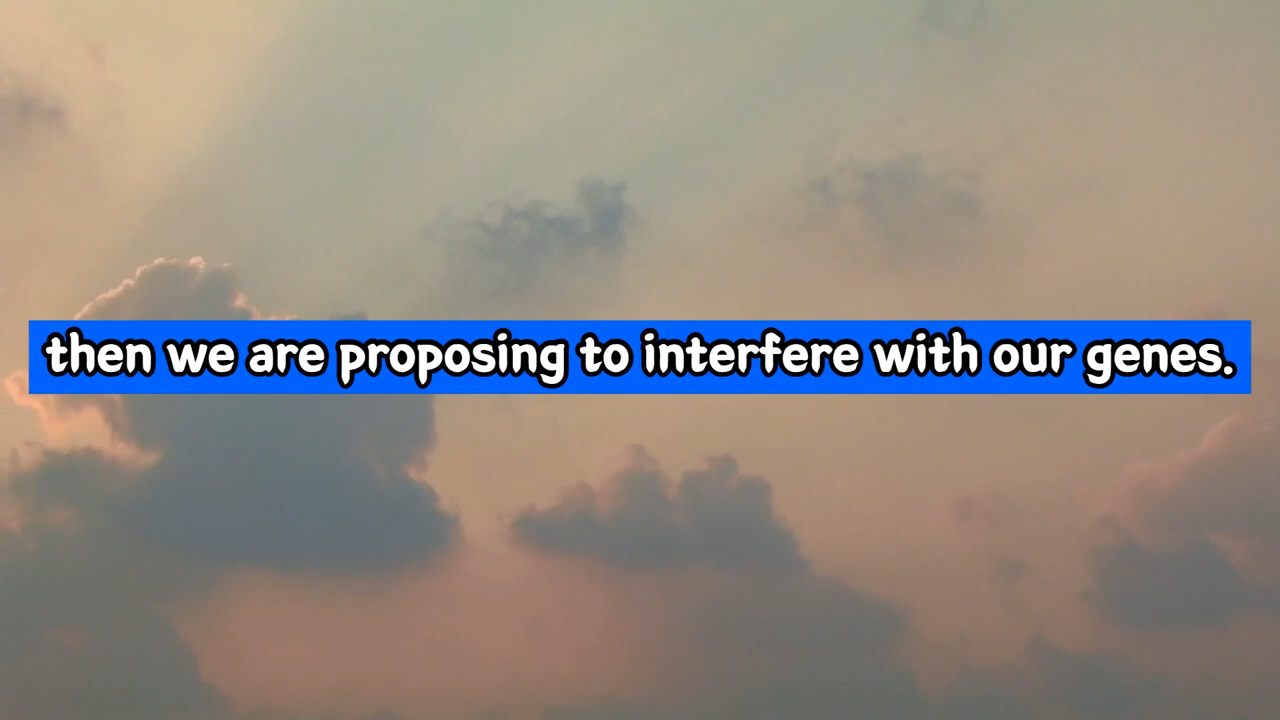 then we are proposing to interfere with our genes.